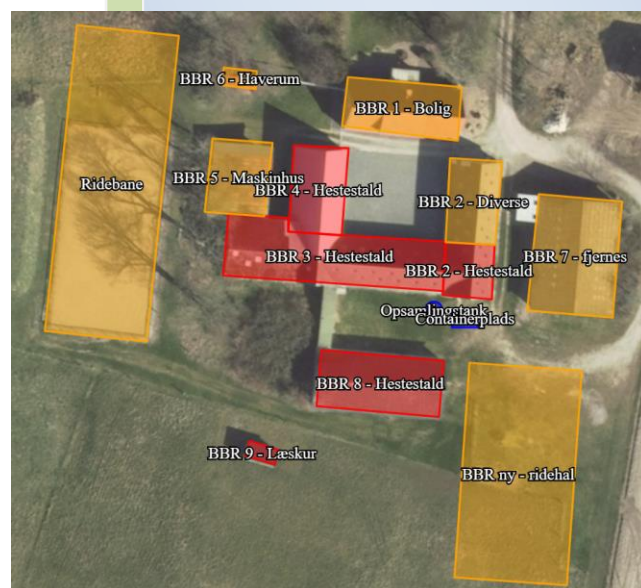 BBR 6 - Haverum
BBR 1 - Bolig
Ridebane
BBR 5 - Maskinhus
BBR 4 - Hestestald
BBR 2 - Diverse
BBR 3 - Hestestald
BBR 2 - Hestestald
BBR 7 - fjernes
Opsamlingstank
Containerplads
BBR 8 - Hestestald
BBR 9 - Læskur
BBR ny - ridehal